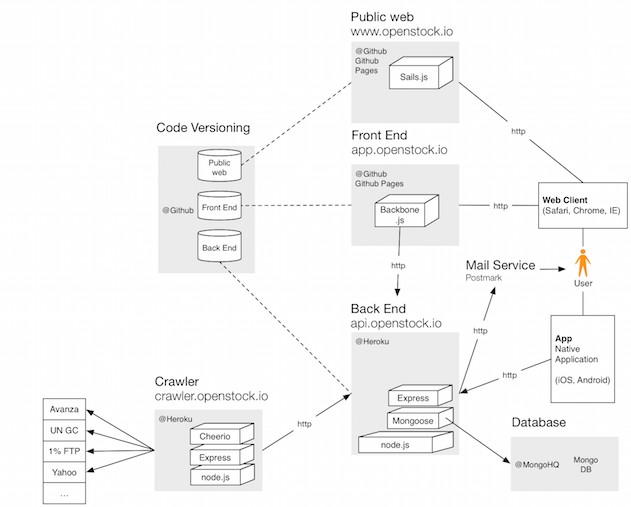 Public web
www.openstock.io
@Github
Github
Pages
Sails.js
Code Versioning
Public
web
@Github
Front End
Back End
http
Front End
app.openstock.io
@Github
Github Pages
Backbone
.js
http
Web Client
(Safari, Chrome, IE)
http
Mail Service
Postmark
User
Back End
api.openstock.io
@Heroku
http
App
Native
Application
(iOS, Android)
http
Express
Mongoose
node.js
Crawler
crawler.openstock.io
@Heroku
Cheerio
Express
node.js
http
Avanza
UN GC
1% FTP
Yahoo
...
Database
@MongoHQ
Mongo
DB